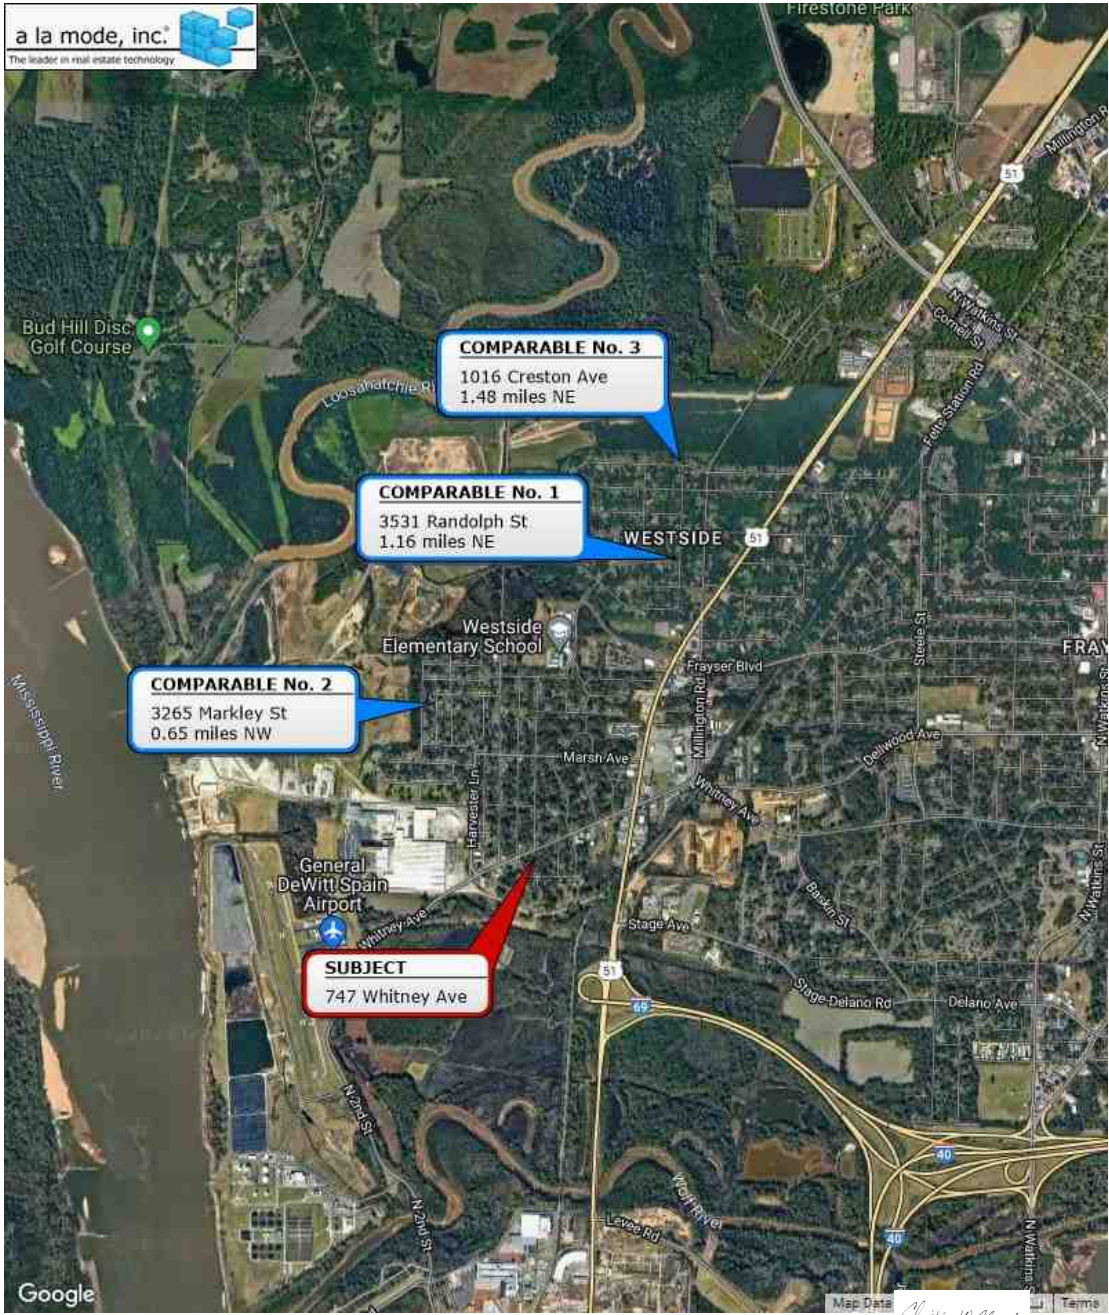 a la mode, inc.
The leader in real estate technology
Firestone Park
Millington R
51
N Watkins St
Cornell St
Bud Hill Disc
Golf Course
COMPARABLE No. 3
1016 Creston Ave
1.48 miles NE
Loosahatchie Ri
Felts Station Rd
COMPARABLE No. 1
3531 Randolph St
1.16 miles NE
WESTSIDE
51
Westside
Elementary School
Steele St
FRAY
Frayser Blvd
N Watkins St
COMPARABLE No. 2
3265 Markley St
0.65 miles NW
Mississippi River
Millington Rd
Marsh Ave
Dellwood Ave
Harvester Ln
Whitney Ave
General
DeWitt Spain
Airport
Baskin St
N Watkins St
Whitney Ave
Stage Ave
SUBJECT
747 Whitney Ave
51
69
Stage-Delano Rd
Delano Ave
N 2nd St
40
Wolf River
N 2nd St
Levee Rd
40
N Watkins S
Google
Map Data
Terms